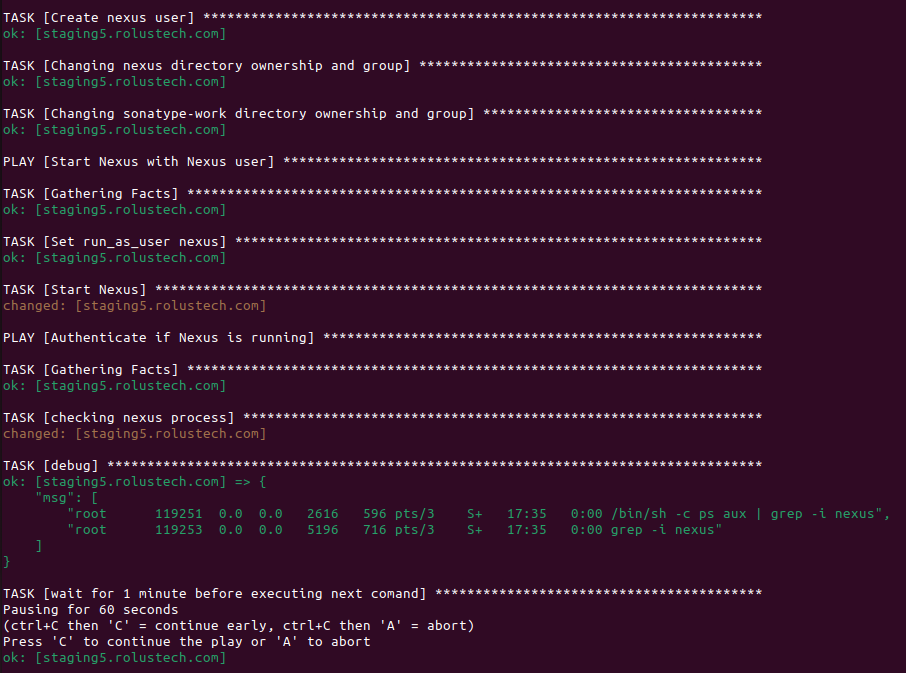 TASK [Create nexus user] **********************************************************************
ok: [staging5.rolustech.com]
TASK [Changing nexus directory ownership and group] *******************************************
ok: [staging5.rolustech.com]
TASK [Changing sonatype-work directory ownership and group] ***********************************
ok: [staging5.rolustech.com]
PLAY [Start Nexus with Nexus user] ************************************************************
TASK [Gathering Facts] ************************************************************************
ok: [staging5.rolustech.com]
TASK [Set run_as_user nexus] ******************************************************************
ok: [staging5.rolustech.com]
TASK [Start Nexus] ****************************************************************************
changed: [staging5.rolustech.com]
PLAY [Authenticate if Nexus is running] *******************************************************
TASK [Gathering Facts] ************************************************************************
ok: [staging5.rolustech.com]
TASK [checking nexus process] *****************************************************************
changed: [staging5.rolustech.com]
TASK [debug] **********************************************************************************
ok: [staging5.rolustech.com] => {
    "msg": [
        "root      119251  0.0  0.0   2616   596 pts/3    S+   17:35   0:00 /bin/sh -c ps aux | grep -i nexus",
        "root      119253  0.0  0.0   5196   716 pts/3    S+   17:35   0:00 grep -i nexus"
    ]
}
TASK [wait for 1 minute before executing next comand] *****************************************
Pausing for 60 seconds
(ctrl+C then 'C' = continue early, ctrl+C then 'A' = abort)
Press 'C' to continue the play or 'A' to abort
ok: [staging5.rolustech.com]